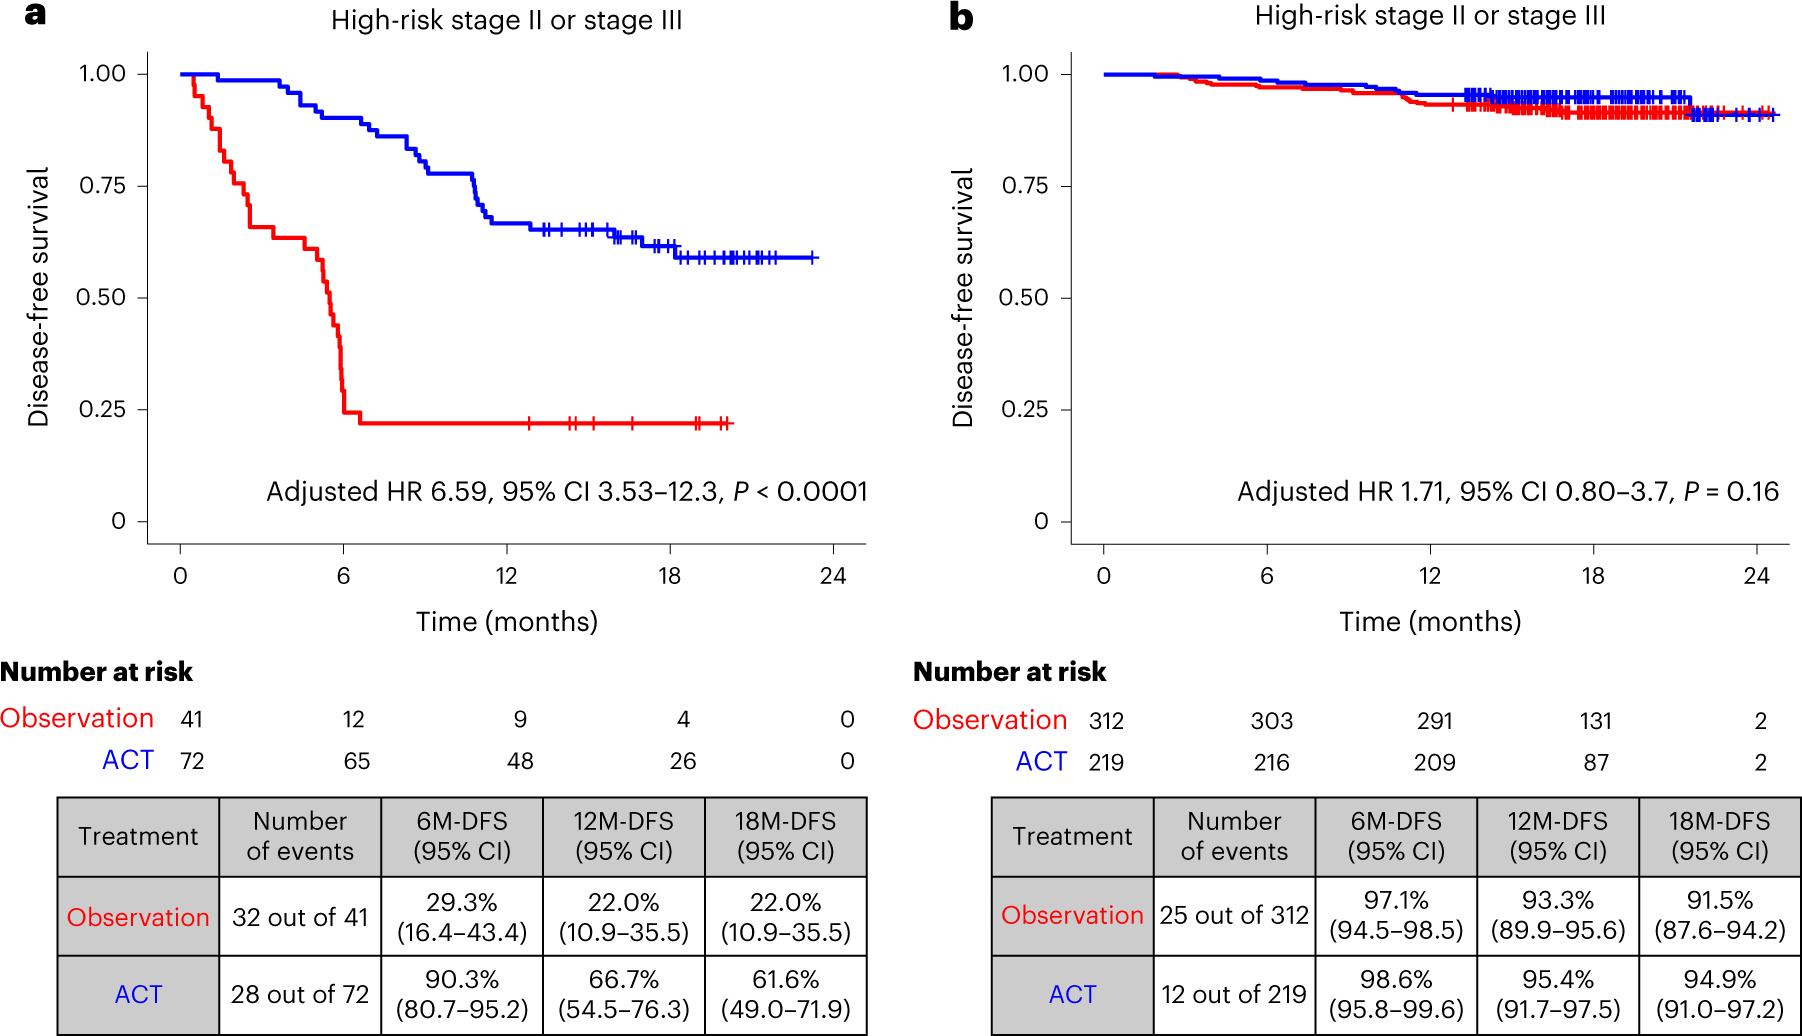 a
High-risk stage II or stage III
Disease-free survival
1.00
0.75
0.50
0.25
0
Adjusted HR 6.59, 95% CI 3.53–12.3, P < 0.0001
0 6 12 18 24
Time (months)
Number at risk
Observation 41 12 9 4 0
ACT 72 65 48 26 0
Treatment
Number
of events
6M-DFS
(95% CI)
12M-DFS
(95% CI)
18M-DFS
(95% CI)
Observation
32 out of 41
29.3%
(16.4–43.4)
22.0%
(10.9–35.5)
22.0%
(10.9–35.5)
ACT
28 out of 72
90.3%
(80.7–95.2)
66.7%
(54.5–76.3)
61.6%
(49.0–71.9)
b
High-risk stage II or stage III
Disease-free survival
1.00
0.75
0.50
0.25
0
Adjusted HR 1.71, 95% CI 0.80–3.7, P = 0.16
0 6 12 18 24
Time (months)
Number at risk
Observation 312 303 291 131 2
ACT 219 216 209 87 2
Treatment
Number
of events
6M-DFS
(95% CI)
12M-DFS
(95% CI)
18M-DFS
(95% CI)
Observation
25 out of 312
97.1%
(94.5–98.5)
93.3%
(89.9–95.6)
91.5%
(87.6–94.2)
ACT
12 out of 219
98.6%
(95.8–99.6)
95.4%
(91.7–97.5)
94.9%
(91.0–97.2)